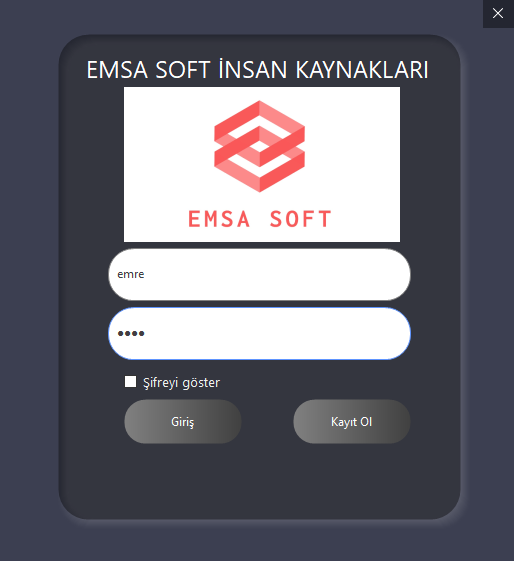 EMSA SOFT İNSAN KAYNAKLARI
EMSA SOFT
emre
••••
Şifreyi göster
Giriş
Kayıt Ol